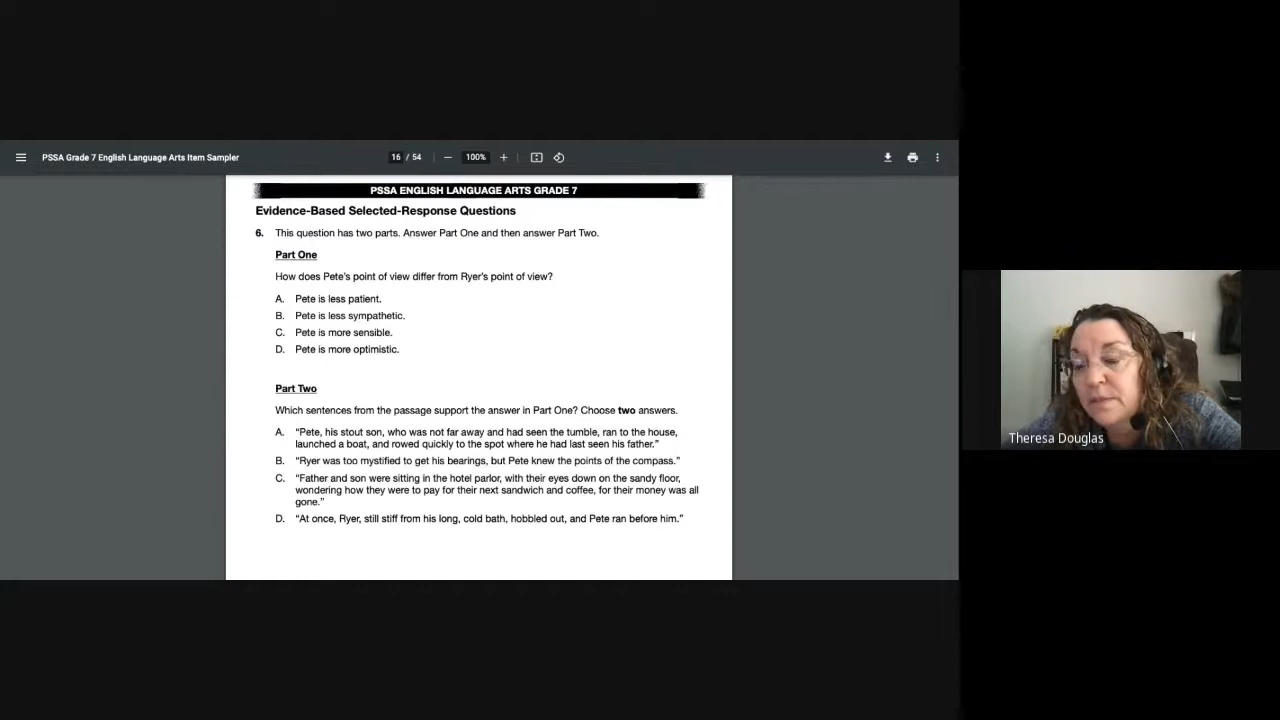 PSSA Grade 7 English Language Arts Item Sampler
16 / 54
100%
PSSA ENGLISH LANGUAGE ARTS GRADE 7
Evidence-Based Selected-Response Questions
6. This question has two parts. Answer Part One and then answer Part Two.
Part One
How does Pete's point of view differ from Ryer's point of view?
A. Pete is less patient.
B. Pete is less sympathetic.
C. Pete is more sensible.
D. Pete is more optimistic.
Part Two
Which sentences from the passage support the answer in Part One? Choose two answers.
A. “Pete, his stout son, who was not far away and had seen the tumble, ran to the house,
launched a boat, and rowed quickly to the spot where he had last seen his father.”
B. “Ryer was too mystified to get his bearings, but Pete knew the points of the compass.”
C. “Father and son were sitting in the hotel parlor, with their eyes down on the sandy floor,
wondering how they were to pay for their next sandwich and coffee, for their money was all
gone.”
D. “At once, Ryer, still stiff from his long, cold bath, hobbled out, and Pete ran before him.”
Theresa Douglas